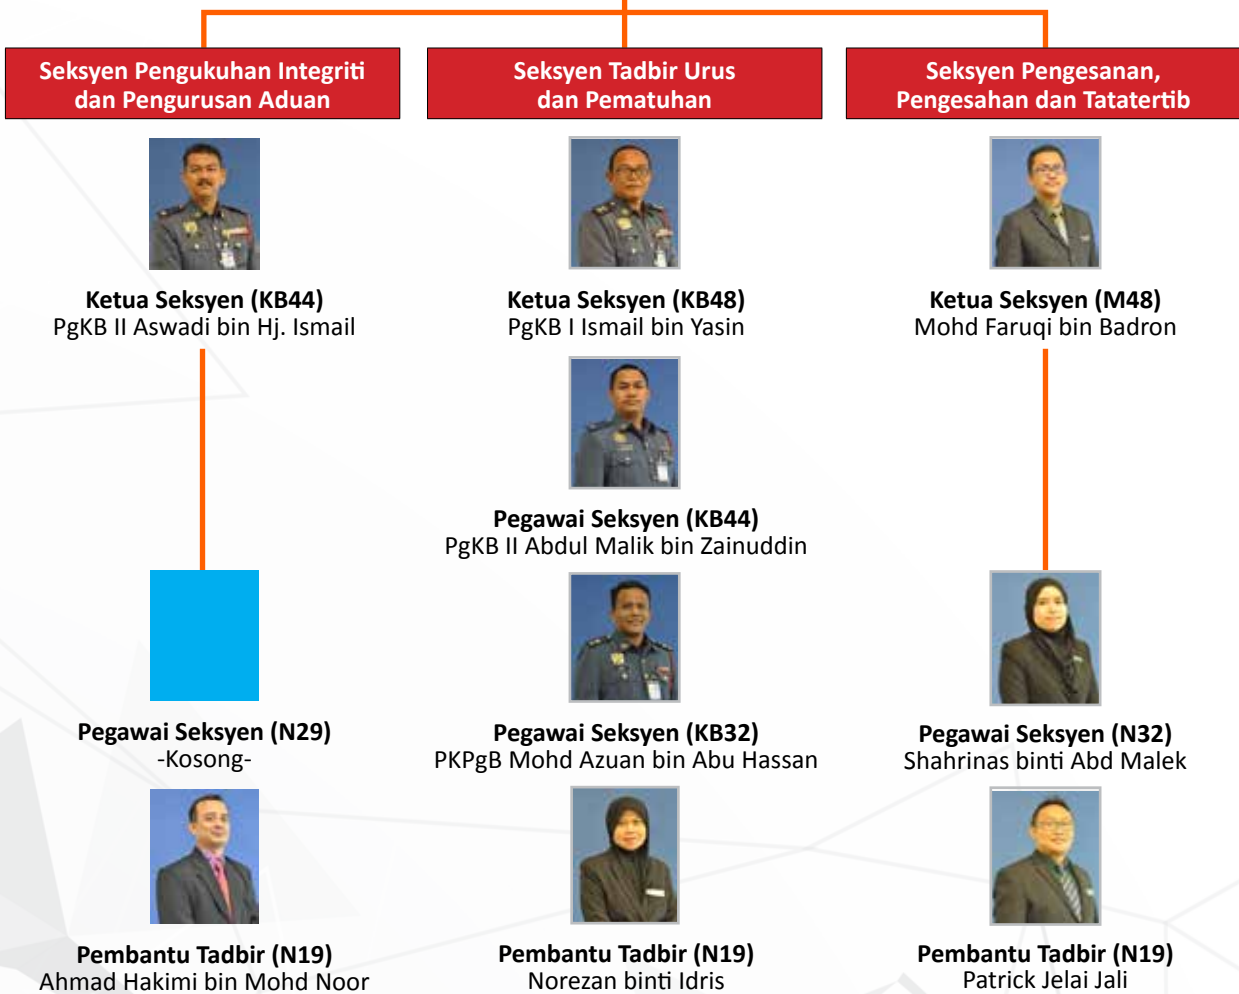 Seksyen Pengukuhan Integriti
dan Pengurusan Aduan
Ketua Seksyen (KB44)
PgKB II Aswadi bin Hj. Ismail
Pegawai Seksyen (N29)
-Kosong-
Pembantu Tadbir (N19)
Ahmad Hakimi bin Mohd Noor
Seksyen Tadbir Urus
dan Pematuhan
Ketua Seksyen (KB48)
PgKB I Ismail bin Yasin
Pegawai Seksyen (KB44)
PgKB II Abdul Malik bin Zainuddin
Pegawai Seksyen (KB32)
PKPgB Mohd Azuan bin Abu Hassan
Pembantu Tadbir (N19)
Norezan binti Idris
Seksyen Pengesanan,
Pengesahan dan Tatatertib
Ketua Seksyen (M48)
Mohd Faruqi bin Badron
Pegawai Seksyen (N32)
Shahrinas binti Abd Malek
Pembantu Tadbir (N19)
Patrick Jelai Jali